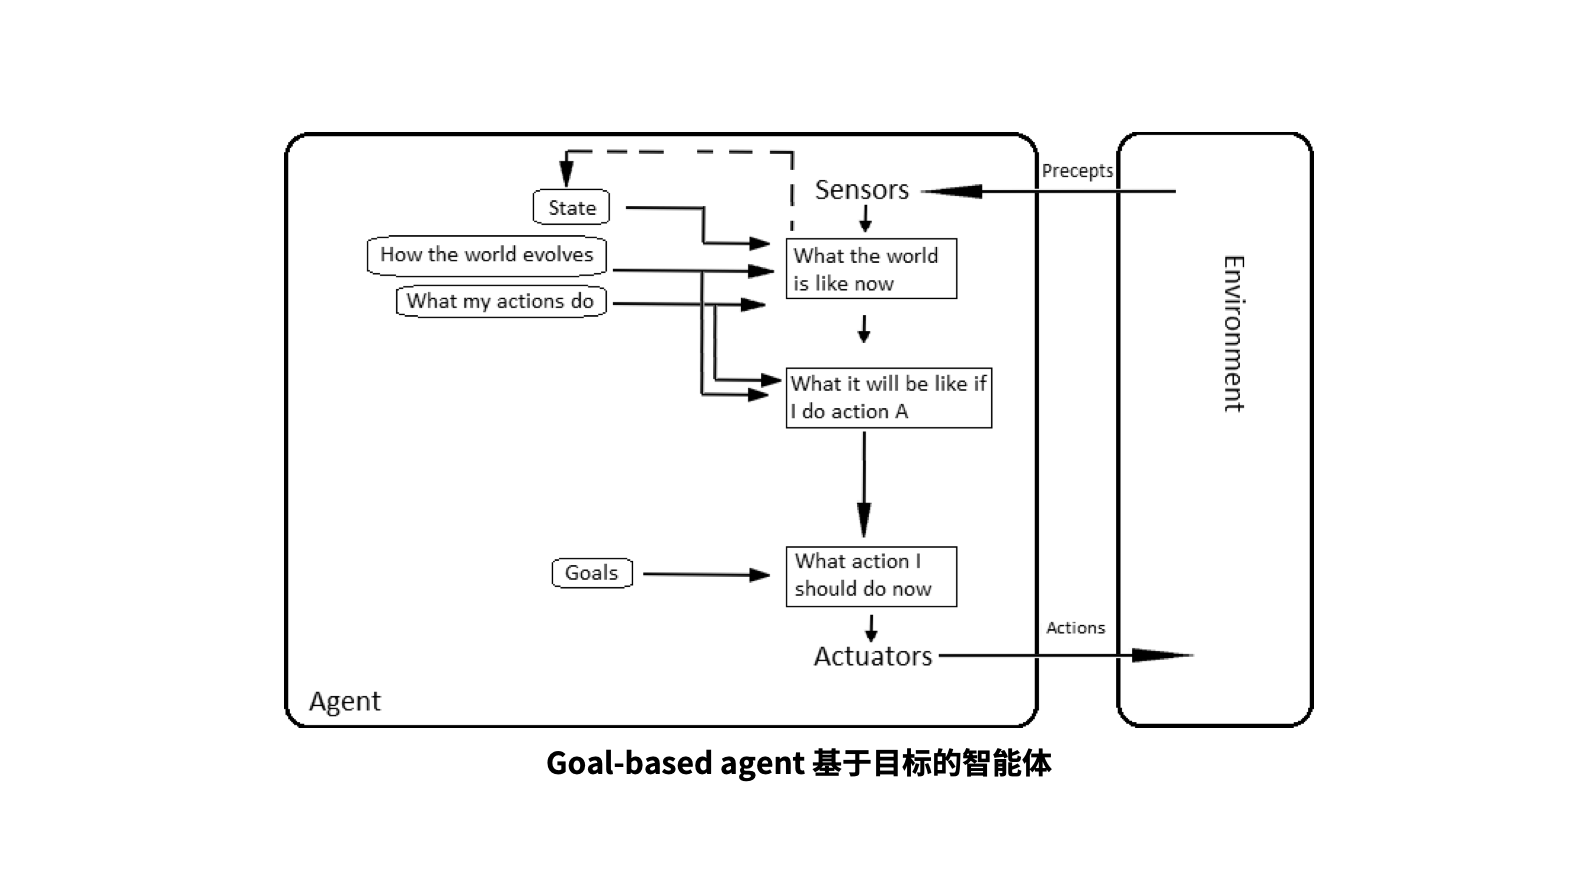 Precepts
Sensors
State
How the world evolves
What the world
is like now
What my actions do
Environment
What it will be like if
I do action A
Goals
What action I
should do now
Actions
Actuators
Agent
Goal-based agent 基于目标的智能体